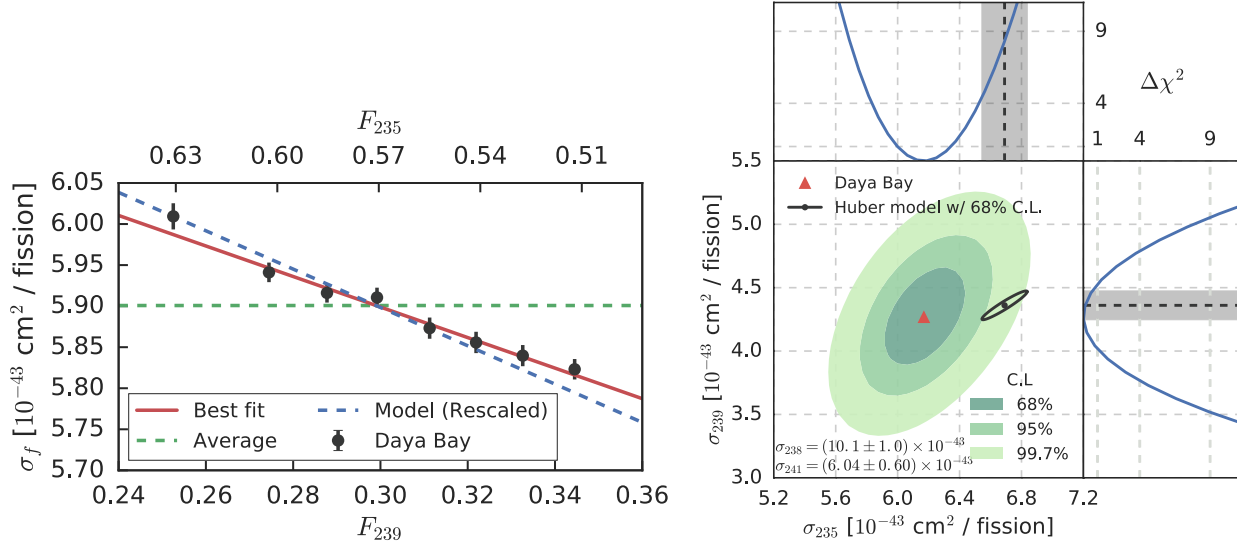 F235
0.63 0.60 0.57 0.54 0.51
6.05
6.00
5.95
5.90
5.85
5.80
5.75
5.70
σf [10−43 cm2 / fission]
Best fit
Average
Model (Rescaled)
Daya Bay
0.24 0.26 0.28 0.30 0.32 0.34 0.36
F239
9
4
1
Δχ2
1 4 9
5.5
5.0
4.5
4.0
3.5
3.0
σ239 [10−43 cm2 / fission]
Daya Bay
Huber model w/ 68% C.L.
C.L
68%
95%
99.7%
σ238 = (10.1 ± 1.0) × 10−43
σ241 = (6.04 ± 0.60) × 10−43
5.2 5.6 6.0 6.4 6.8 7.2
σ235 [10−43 cm2 / fission]